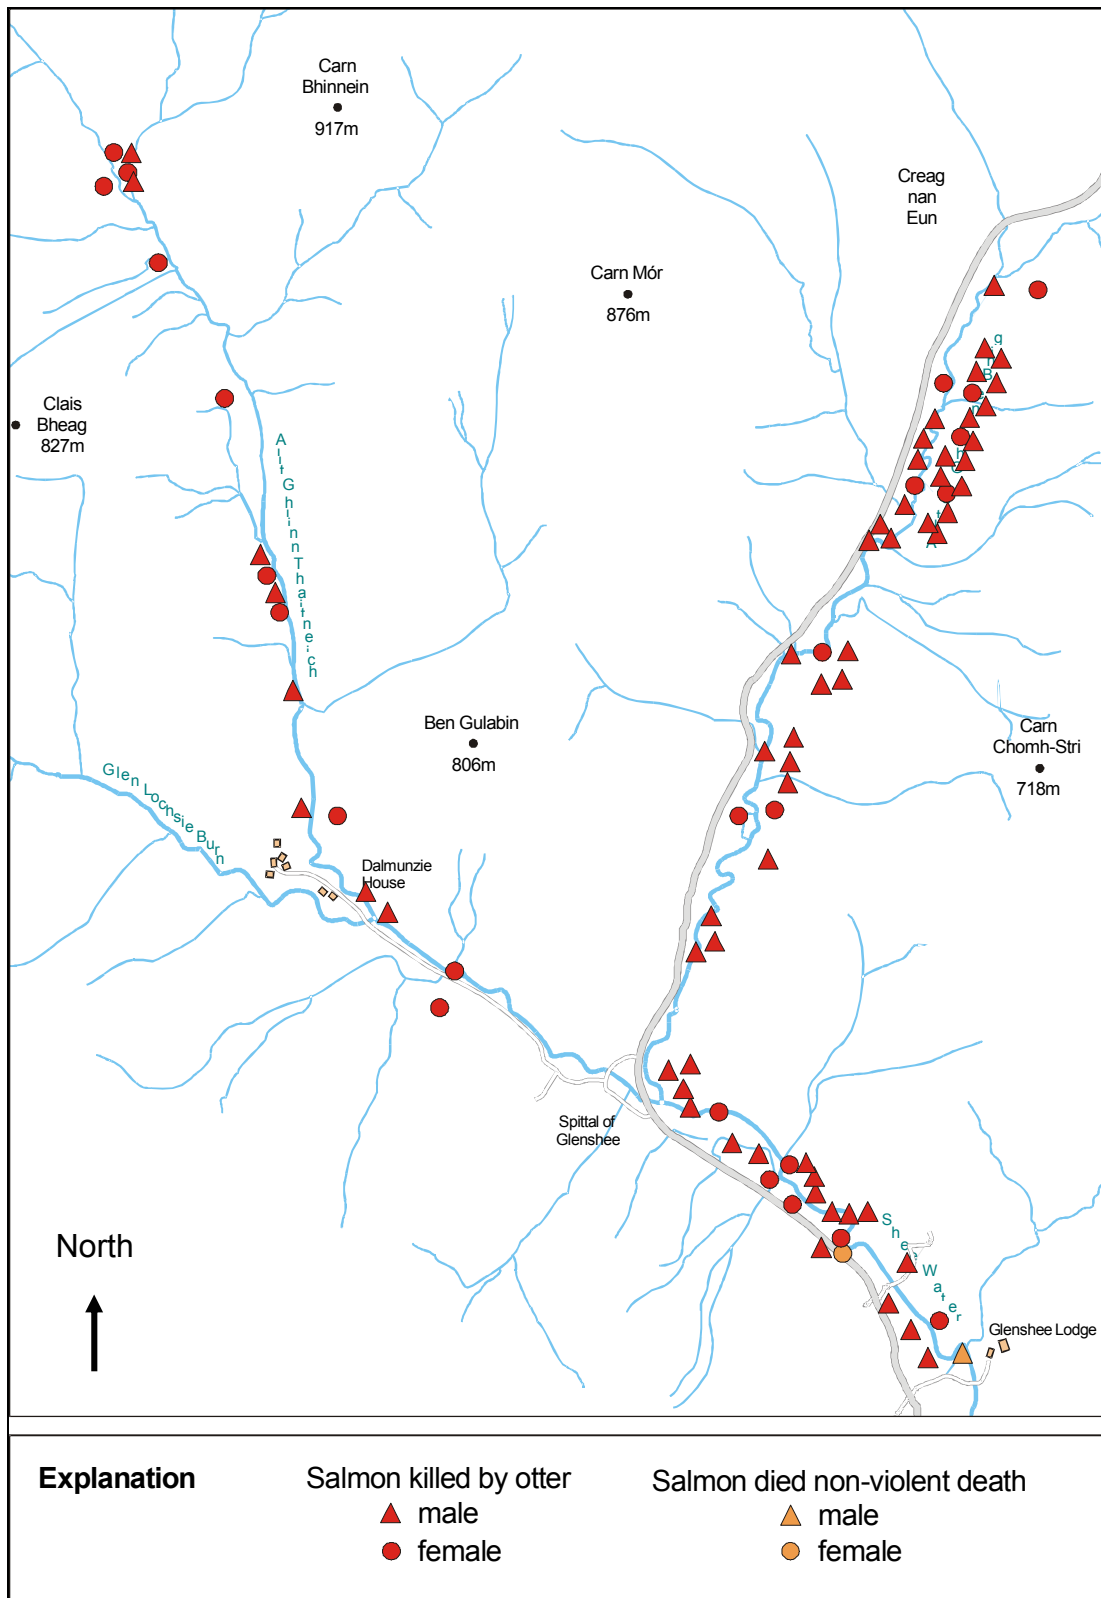 Carn
Bhinnein
917m
Creag
nan
Eun
Carn Mór
876m
Clais
Bheag
827m
Allt Ghlinn Thaitneich
Ben Gulabin
806m
Carn
Chomh-Stri
718m
Glen Lochsie Burn
Dalmunzie
House
Spittal of
Glenshee
Shee Water
North
Glenshee Lodge
Explanation
Salmon killed by otter
male
female
Salmon died non-violent death
male
female